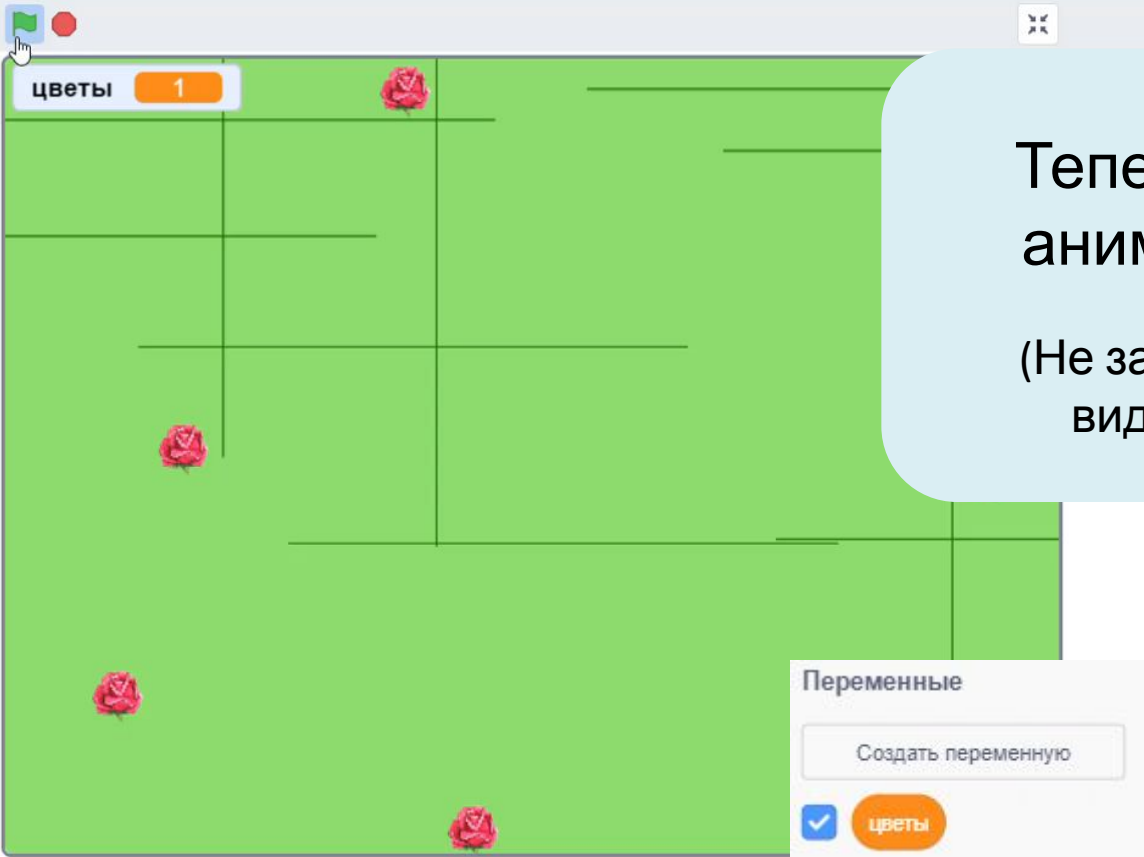 цветы 1
Тепе
аним
(Не за
вид
Переменные
Создать переменную
цветы